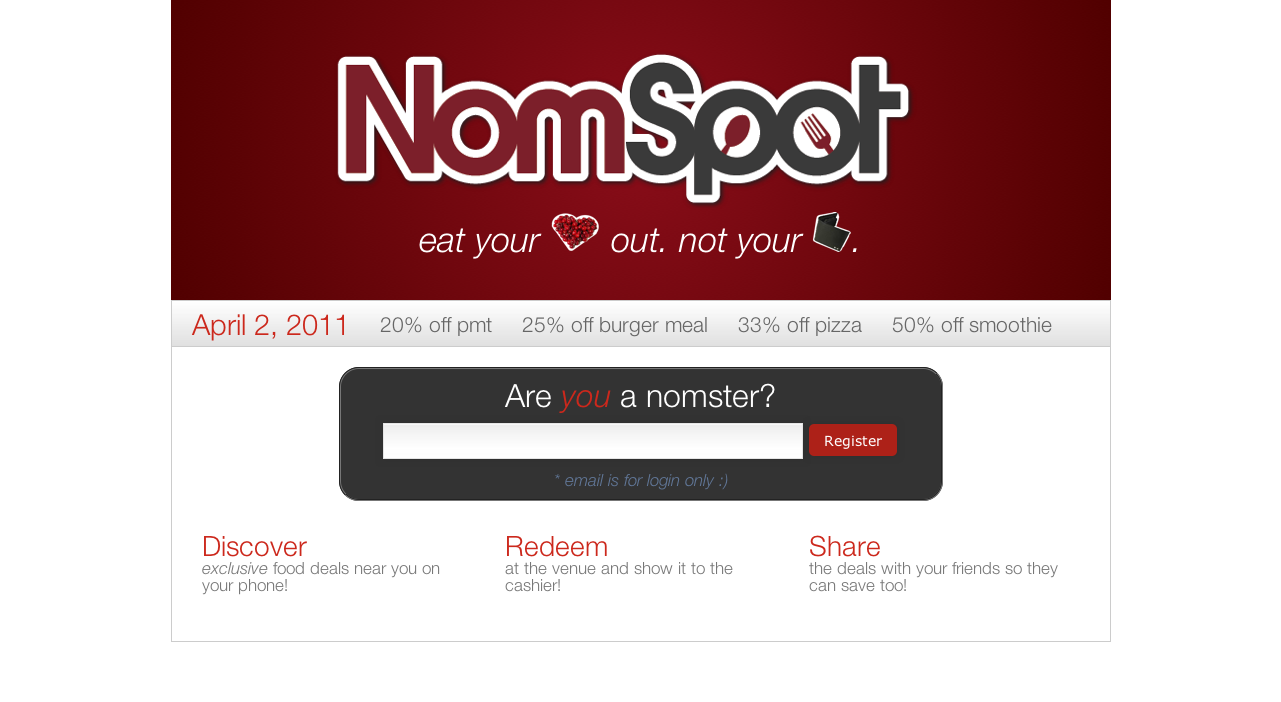 NomSpot
eat your out. not your .
April 2, 2011 20% off pmt 25% off burger meal 33% off pizza 50% off smoothie
Are you a nomster?
Register
* email is for login only :)
Discover
exclusive food deals near you on
your phone!
Redeem
at the venue and show it to the
cashier!
Share
the deals with your friends so they
can save too!